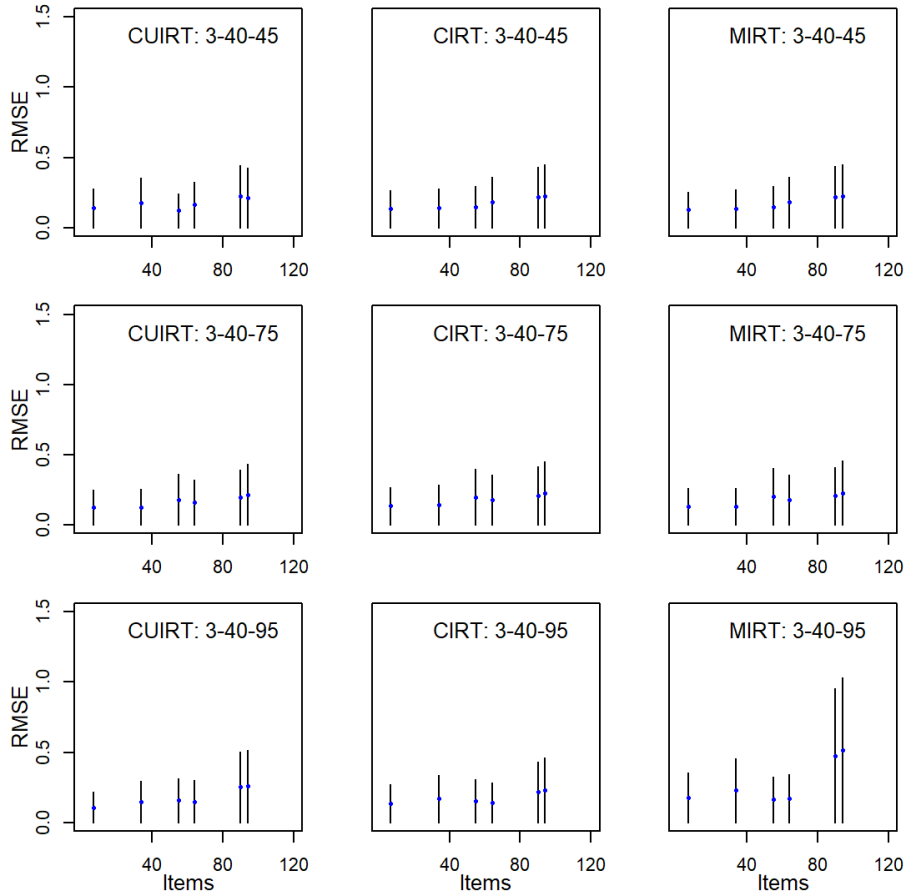 CUIRT: 3-40-45
CIRT: 3-40-45
MIRT: 3-40-45
RMSE
1.5
1.0
0.5
0.0
40 80 120
40 80 120
40 80 120
CUIRT: 3-40-75
CIRT: 3-40-75
MIRT: 3-40-75
RMSE
1.5
1.0
0.5
0.0
40 80 120
40 80 120
40 80 120
CUIRT: 3-40-95
CIRT: 3-40-95
MIRT: 3-40-95
RMSE
1.5
1.0
0.5
0.0
40 80 120
40 80 120
40 80 120
Items
Items
Items